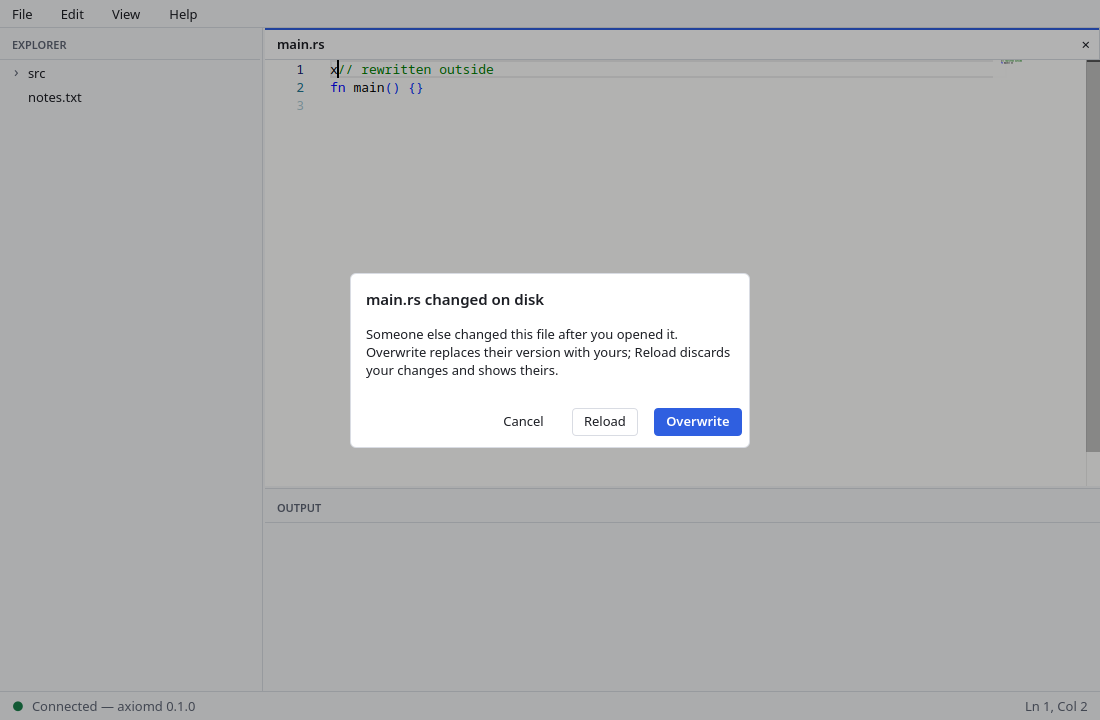 File Edit View Help
EXPLORER
main.rs ×
› src
notes.txt
1 x// rewritten outside
2 fn main() {}
3
main.rs changed on disk
Someone else changed this file after you opened it.
Overwrite replaces their version with yours; Reload discards
your changes and shows theirs.
Cancel Reload Overwrite
OUTPUT
Connected — axiomd 0.1.0 Ln 1, Col 2